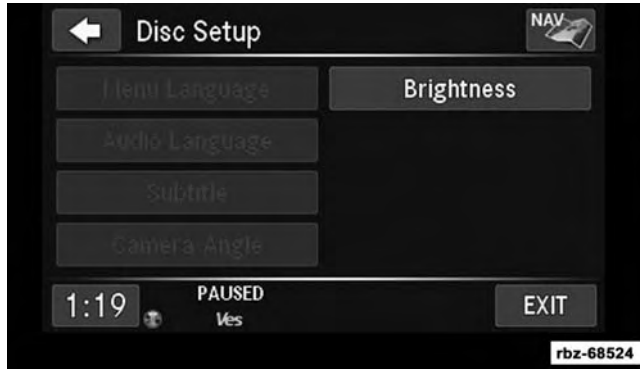 Disc Setup
NAV
Menu Language
Brightness
Audio Language
Subtitle
Camera Angle
1:19
PAUSED
Ves
EXIT
rbz-68524